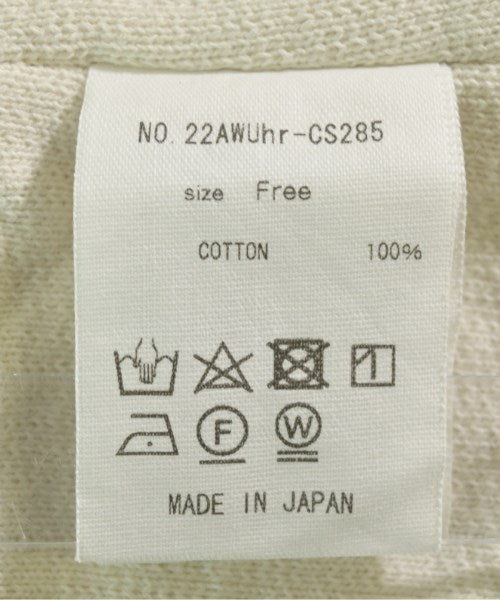 NO. 22AWUhr-CS285
size Free
COTTON 100%
F W
MADE IN JAPAN